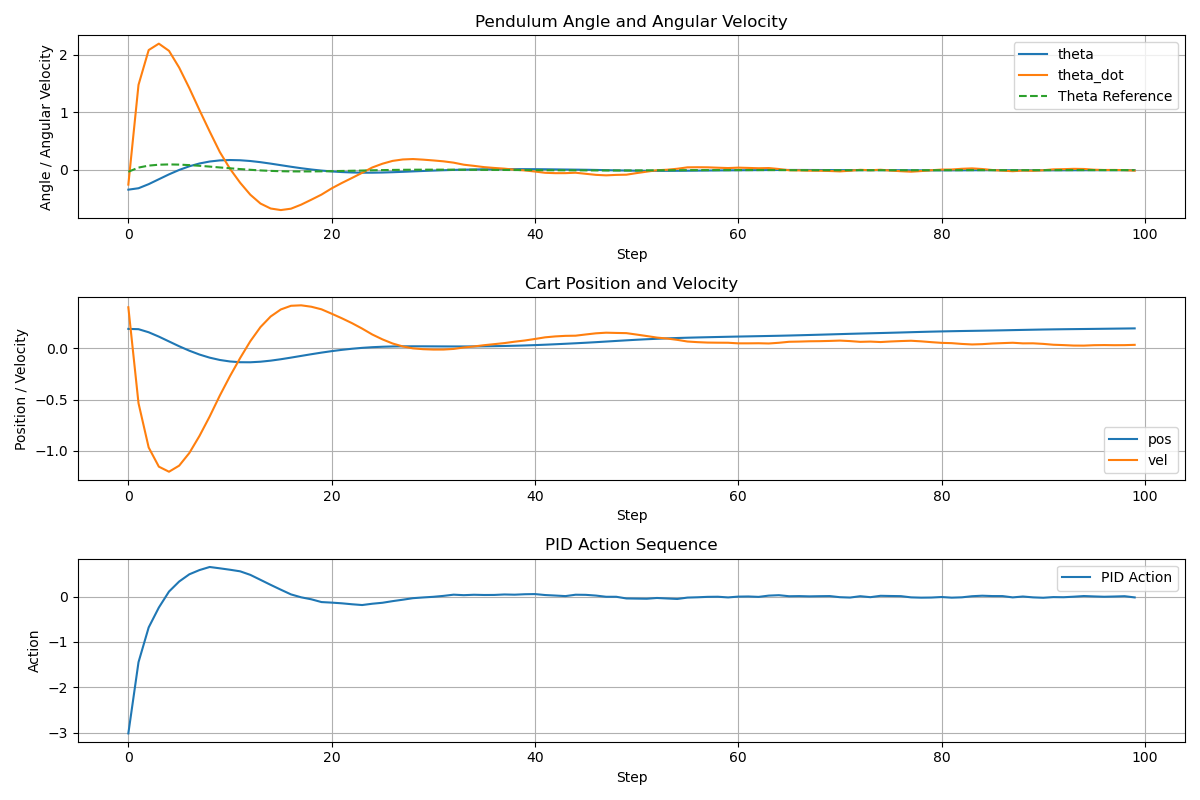 Pendulum Angle and Angular Velocity
Angle / Angular Velocity
2
1
0
theta
theta_dot
Theta Reference
0 20 40 60 80 100
Step
Cart Position and Velocity
Position / Velocity
0.0
−0.5
−1.0
pos
vel
0 20 40 60 80 100
Step
PID Action Sequence
Action
0
−1
−2
−3
PID Action
0 20 40 60 80 100
Step